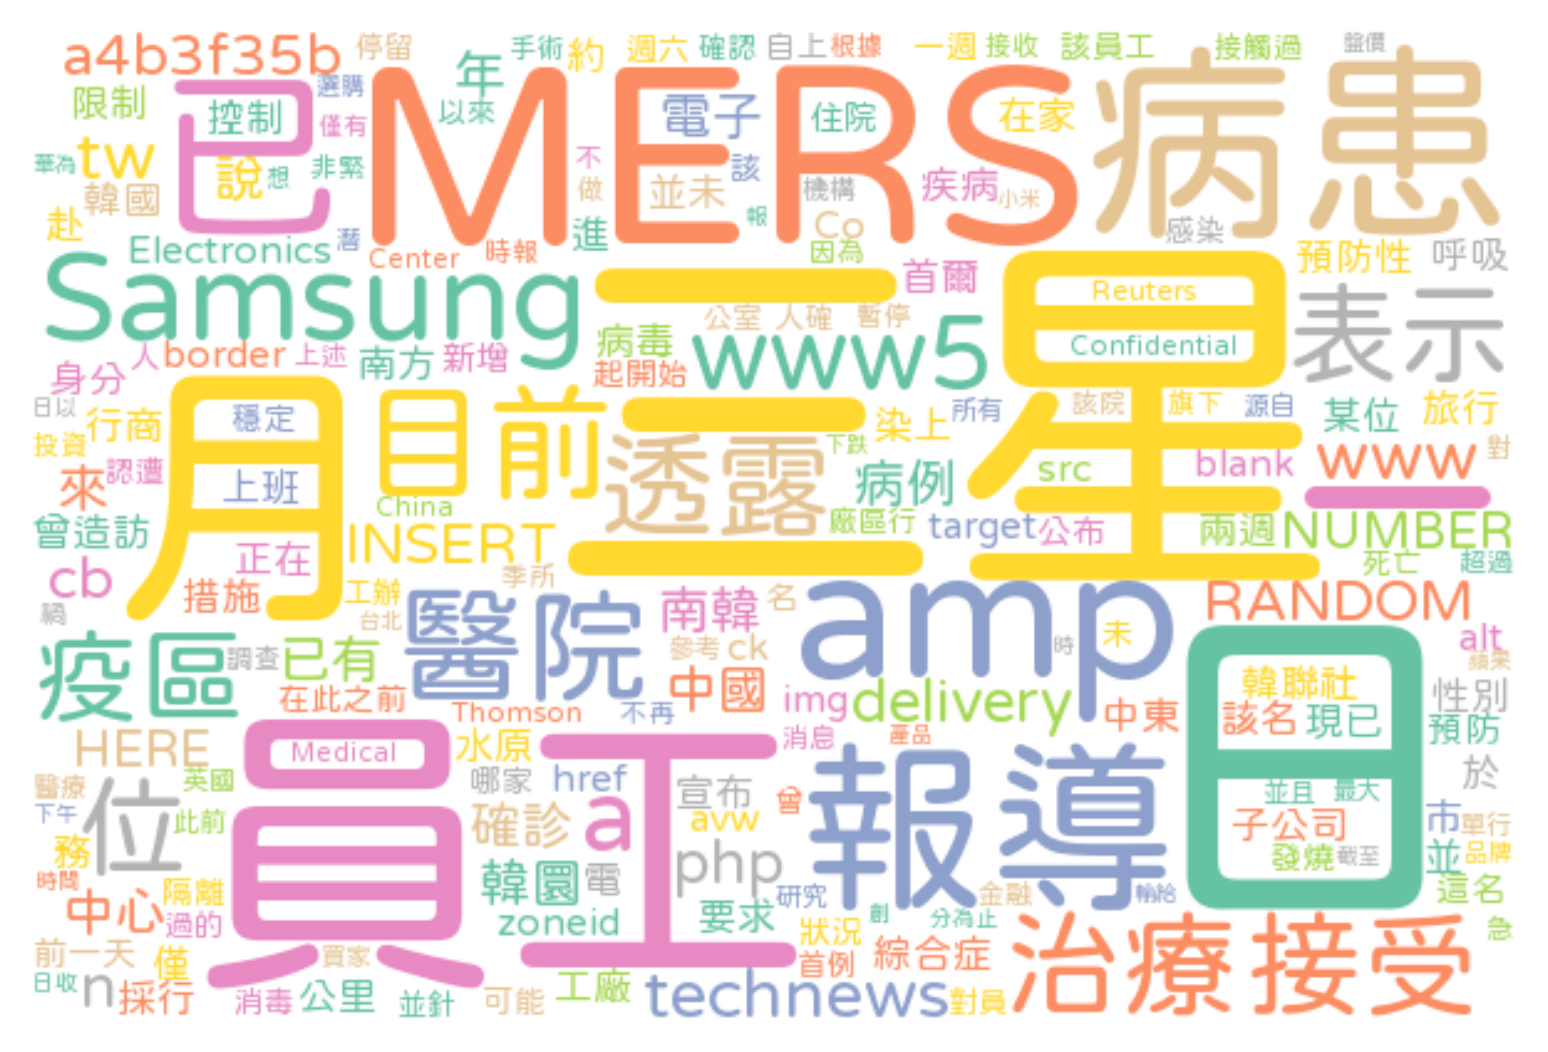 a4b3f35b 停留 年 手術 約 週六 確認 自上 根據 一週 接收 該員工 接觸過 盤價
限制 選購 已 控制 MERS 以來 電子 住院 在家 病患
華為 tw 僅有 說 想 非緊 不 該
韓國 做 並未 機構 疾病 小米
赴 報 Co 感染
Electronics 潛 Center 時報 進 因為 預防性 呼吸
Samsung 一 首爾 星 Reuters 表示
公室 人確 暫停 www5 Confidential
身分 人 border 上述 南方 新增 病毒 起開始
日以 行商 月 穩定 目前 三 染上 所有 該院 旗下 源自 某位 旅行
投資 透露 下跌 對
來 認遭 上班 病例 src blank www
China 一
曾造訪 INSERT 廠區行 target 公布 兩週 NUMBER
正在 死亡 超過
cb 措施 工辦 季所 醫院 南韓 名 amp RANDOM
台北 日
疫區 調查 已有 參考 ck 時 未 alt
韓聯社 蘋果
在此之前 Thomson 不再 中國 img delivery 中東 該名 現已 性別
HERE 員 Medical 水原 工 消息 產品 預防
醫療 英國 哪家 href 宣布 報導 於
下午 位 此前 確診 a avw 曾 並且 最大
務 子公司 市 單行
php 發燒 截至 並 品牌
時間 隔離 韓圜 電 研究 金融 輸給 這名
中心 過的 zoneid 要求 創 分為止 治療 接受
前一天 僅 買家 狀況 首例 綜合症 急
日收 n 採行 消毒 公里 並針 可能 工廠 technews 對員